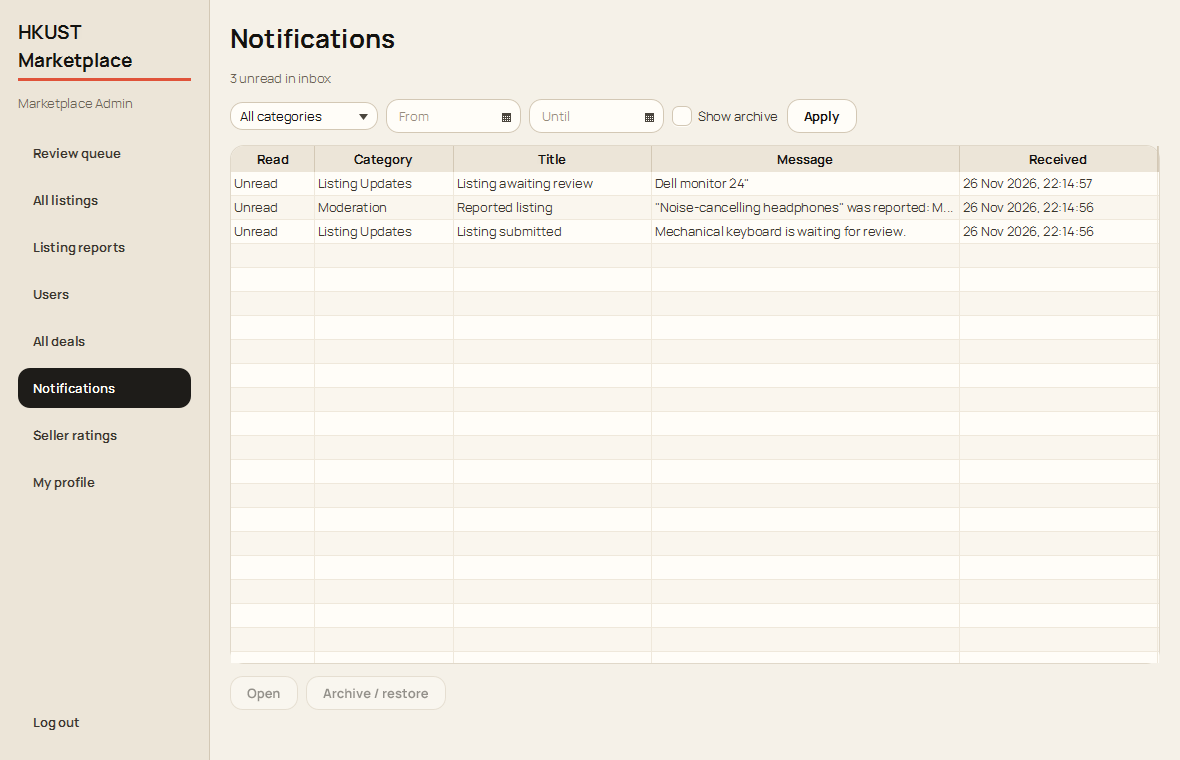 HKUST
Marketplace
Marketplace Admin
Review queue
All listings
Listing reports
Users
All deals
Notifications
Seller ratings
My profile
Log out
Notifications
3 unread in inbox
All categories From Until Show archive Apply
Read Category Title Message Received
Unread Listing Updates Listing awaiting review Dell monitor 24" 26 Nov 2026, 22:14:57
Unread Moderation Reported listing "Noise-cancelling headphones" was reported: M... 26 Nov 2026, 22:14:56
Unread Listing Updates Listing submitted Mechanical keyboard is waiting for review. 26 Nov 2026, 22:14:56
Open Archive / restore